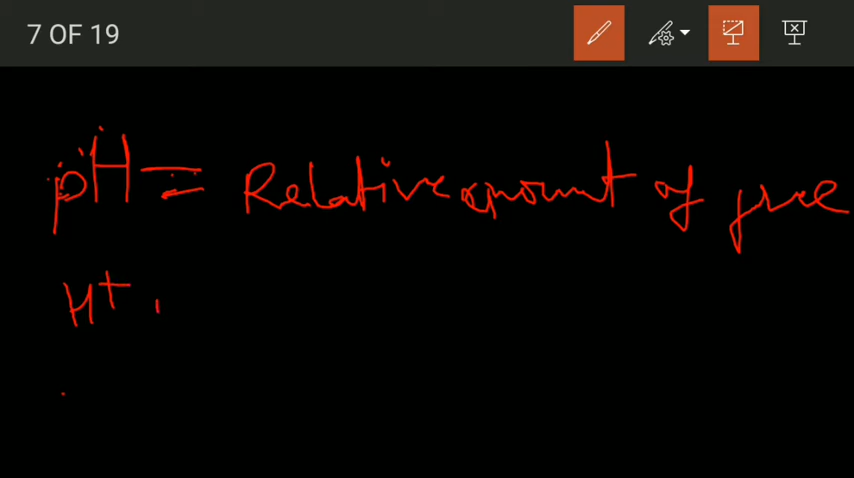 7 OF 19
pH = Relative amount of free
H+